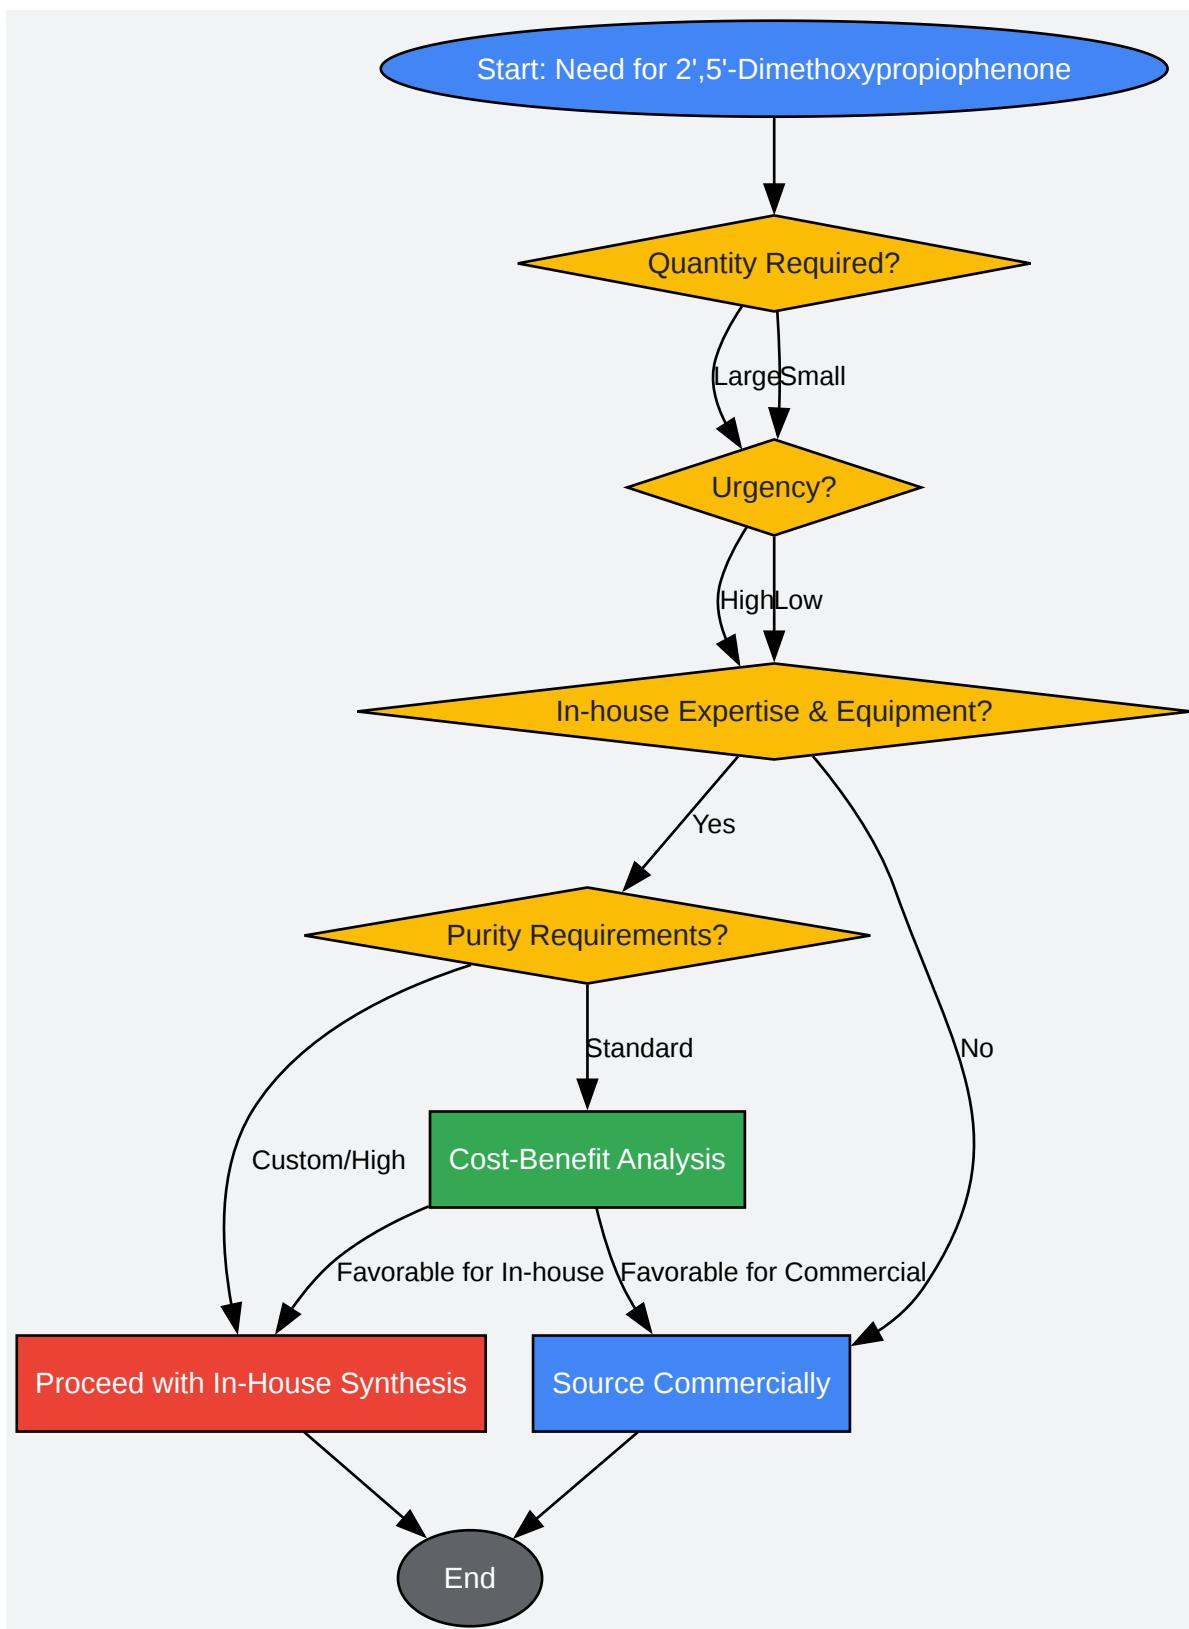 Start: Need for 2',5'-Dimethoxypropiophenone
Quantity Required?
Large
Small
Urgency?
High
Low
In-house Expertise & Equipment?
Yes
Purity Requirements?
Standard
No
Custom/High
Cost-Benefit Analysis
Favorable for In-house
Favorable for Commercial
Proceed with In-House Synthesis
Source Commercially
End